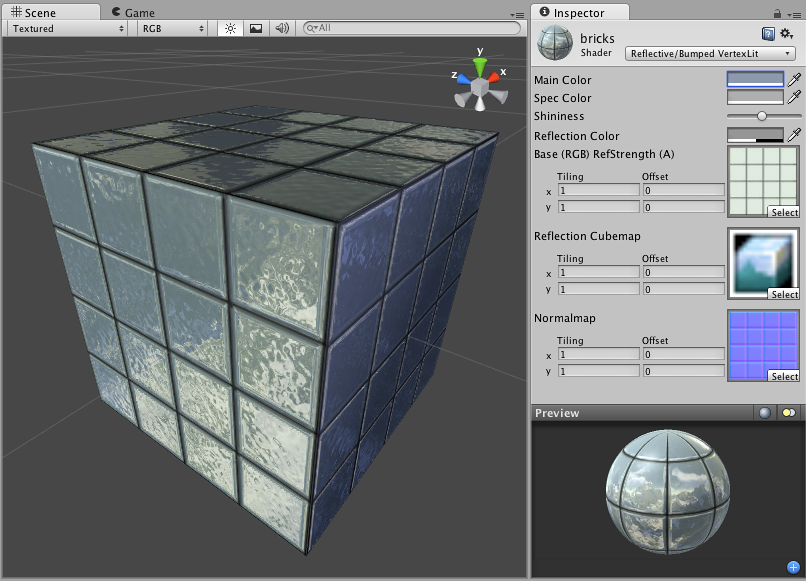 Scene
Game
Textured
RGB
All
y
z
x
Inspector
bricks
Shader
Reflective/Bumped VertexLit
Main Color
Spec Color
Shininess
Reflection Color
Base (RGB) RefStrength (A)
Tiling Offset
x 1 0
y 1 0
Select
Reflection Cubemap
Tiling Offset
x 1 0
y 1 0
Select
Normalmap
Tiling Offset
x 1 0
y 1 0
Select
Preview